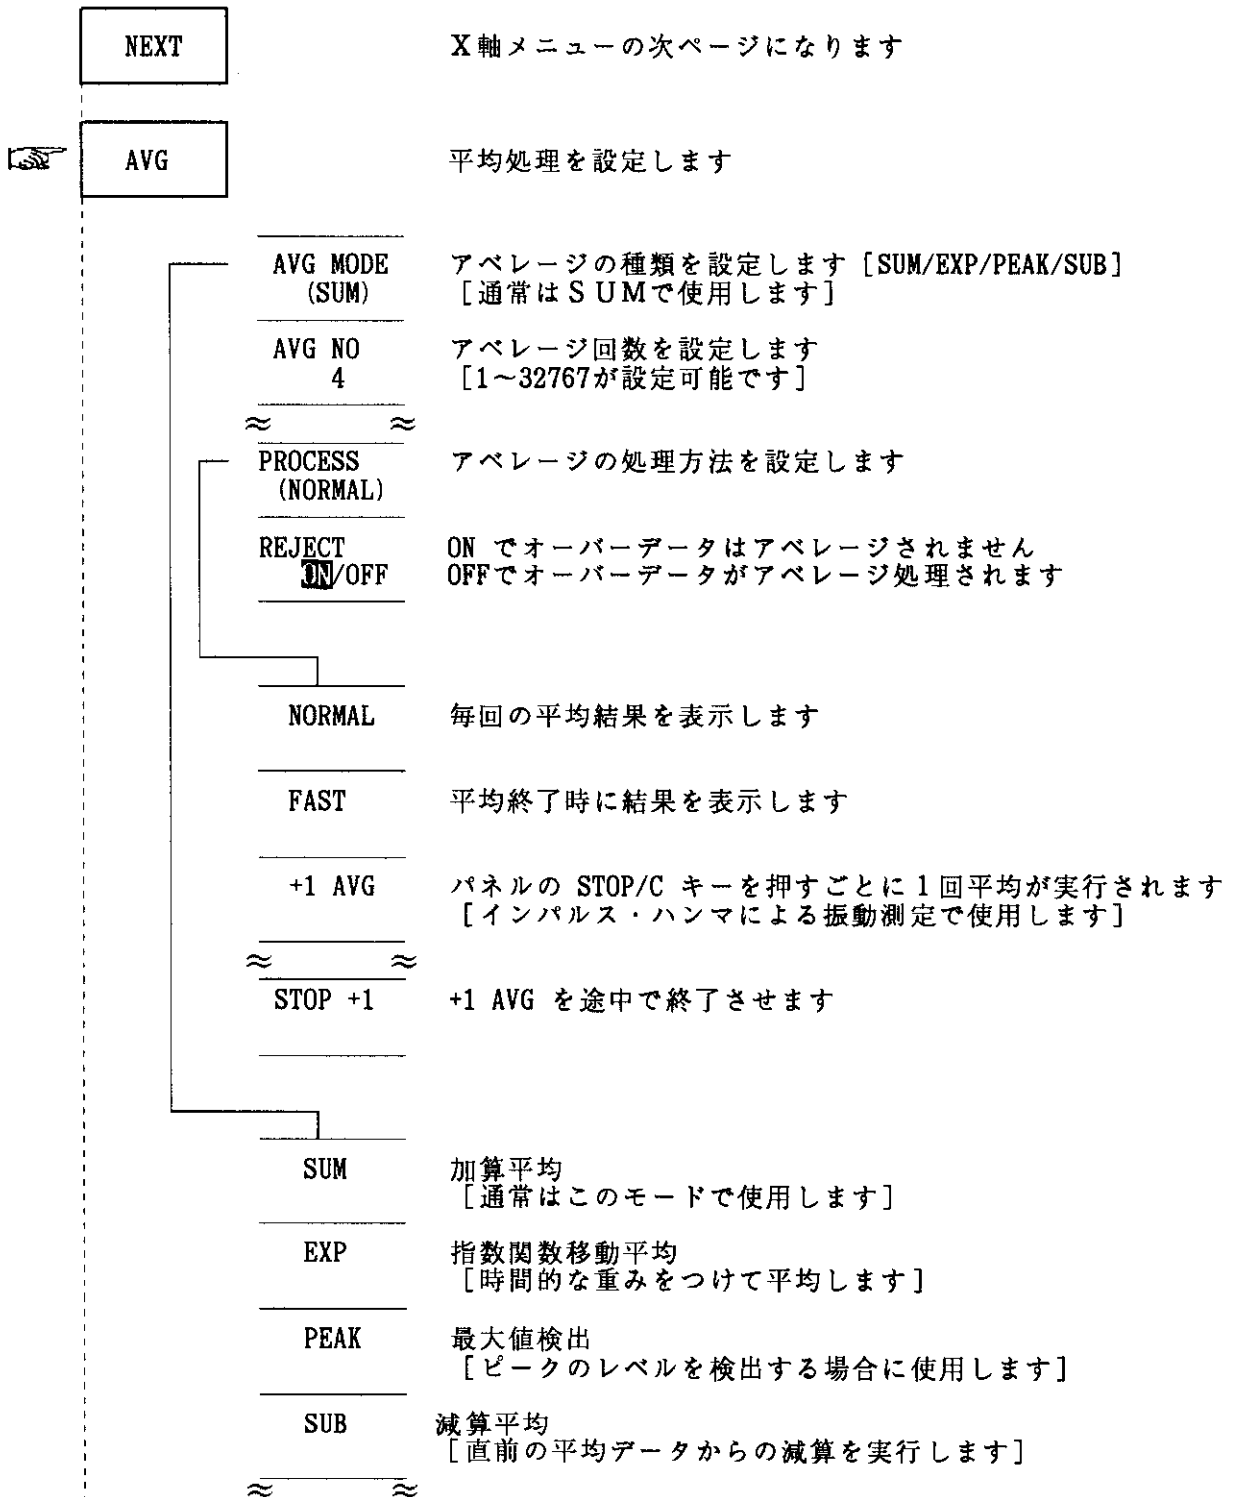 NEXT X軸メニューの次ページになります
AVG 平均処理を設定します
AVG MODE アベレージの種類を設定します [SUM/EXP/PEAK/SUB]
(SUM) [通常はSUMで使用します]
AVG NO アベレージ回数を設定します
4 [1~32767が設定可能です]
≈ ≈
PROCESS アベレージの処理方法を設定します
(NORMAL)
REJECT ON でオーバーデータはアベレージされません
ON/OFF OFFでオーバーデータがアベレージ処理されます
NORMAL 毎回の平均結果を表示します
FAST 平均終了時に結果を表示します
+1 AVG パネルの STOP/C キーを押すごとに1回平均が実行されます
[インパルス・ハンマによる振動測定で使用します]
≈ ≈
STOP +1 +1 AVG を途中で終了させます
SUM 加算平均
[通常はこのモードで使用します]
EXP 指数関数移動平均
[時間的な重みをつけて平均します]
PEAK 最大値検出
[ピークのレベルを検出する場合に使用します]
SUB 減算平均
[直前の平均データからの減算を実行します]
≈ ≈